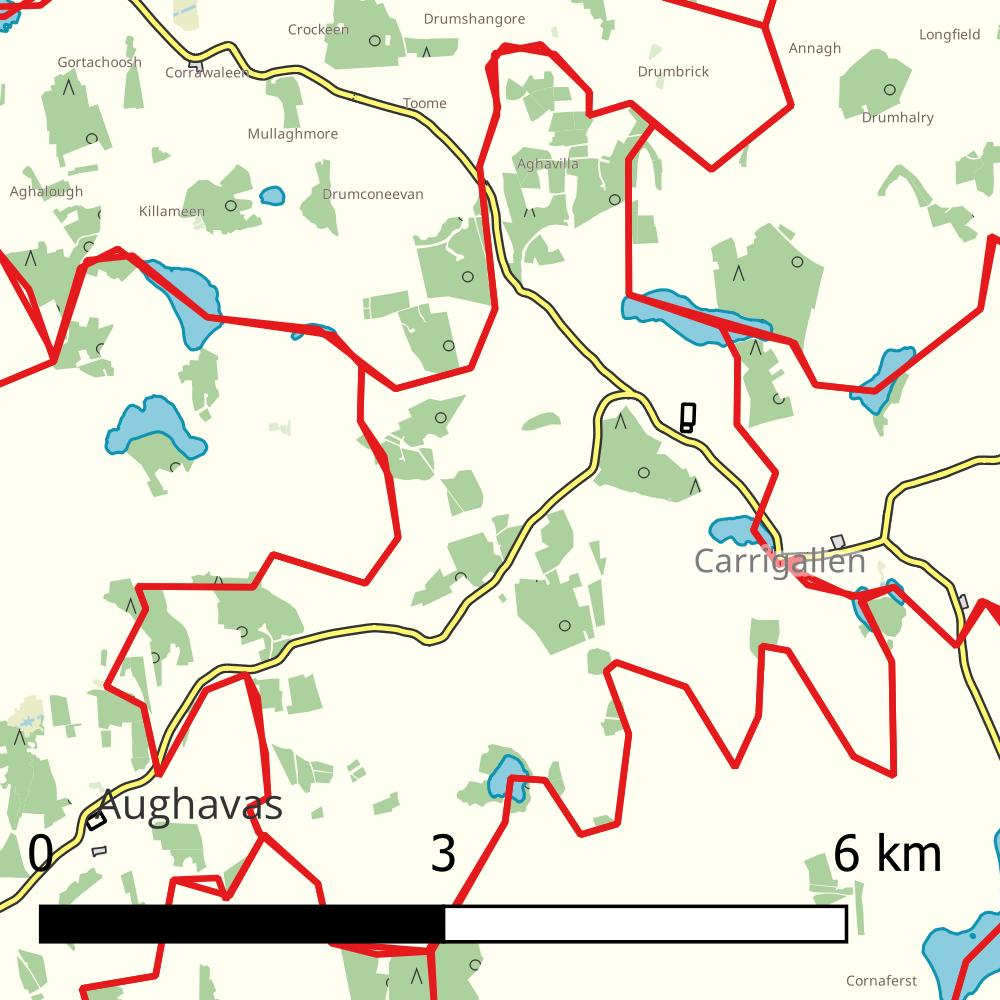 Drumshangore
Crockeen
Longfield
Annagh
Gortachoosh
Corrawaleen
Drumbrick
Toome
Drumhalry
Mullaghmore
Aghavilla
Aghalough
Drumconeevan
Killameen
Carrigallen
Aughavas
0 3 6 km
Cornaferst